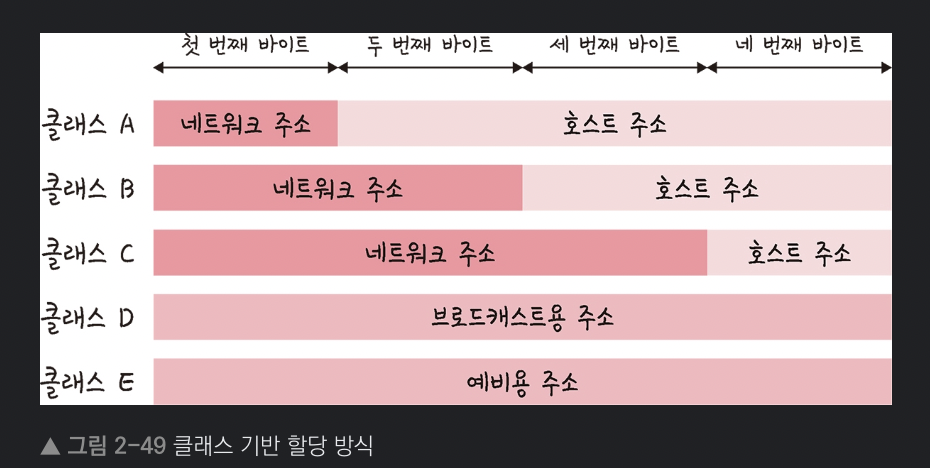 첫 번째 바이트 두 번째 바이트 세 번째 바이트 네 번째 바이트
클래스 A 네트워크 주소 호스트 주소
클래스 B 네트워크 주소 호스트 주소
클래스 C 네트워크 주소 호스트 주소
클래스 D 브로드캐스트용 주소
클래스 E 예비용 주소
▲ 그림 2-49 클래스 기반 할당 방식